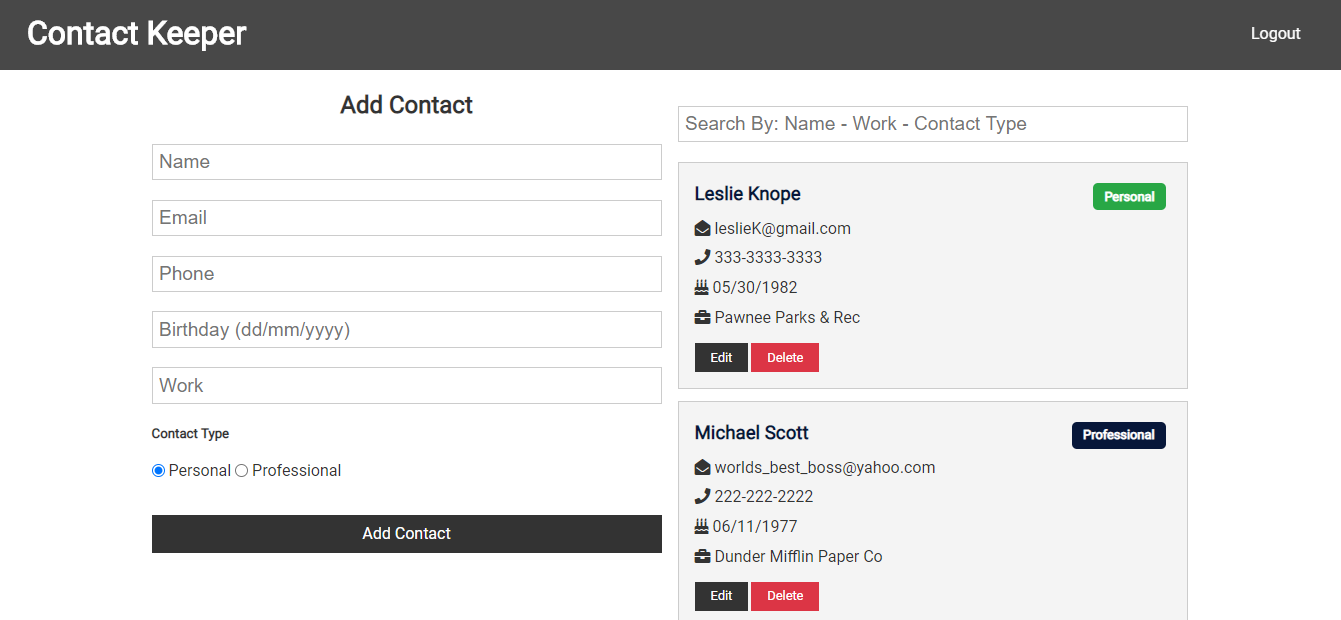 Contact Keeper
Logout
Add Contact
Name
Email
Phone
Birthday (dd/mm/yyyy)
Work
Contact Type
Personal Professional
Add Contact
Search By: Name - Work - Contact Type
Leslie Knope
Personal
leslieK@gmail.com
333-3333-3333
05/30/1982
Pawnee Parks & Rec
Edit Delete
Michael Scott
Professional
worlds_best_boss@yahoo.com
222-222-2222
06/11/1977
Dunder Mifflin Paper Co
Edit Delete